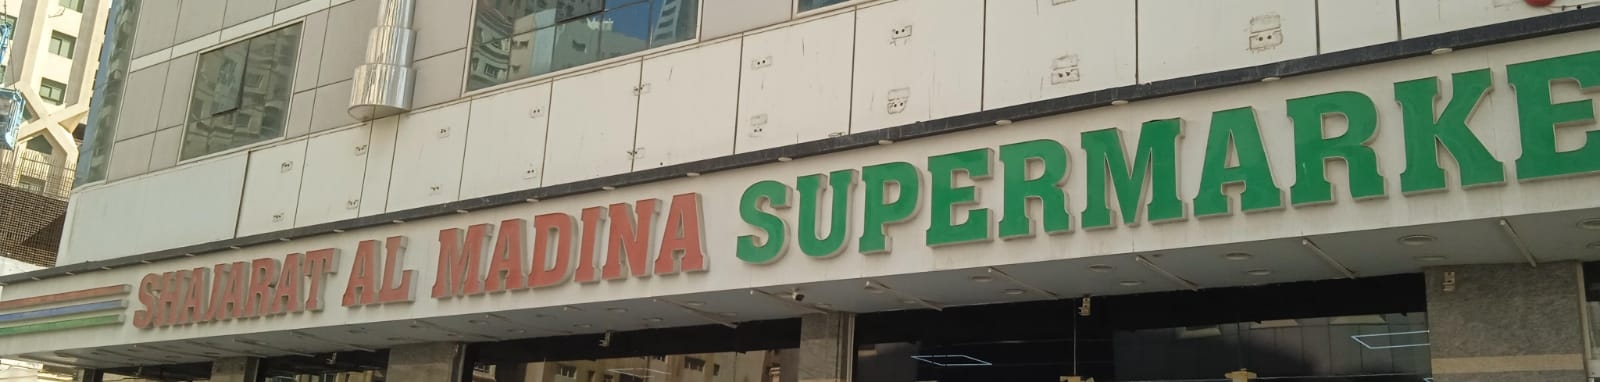 SHAJARAT AL MADINA SUPERMARKE